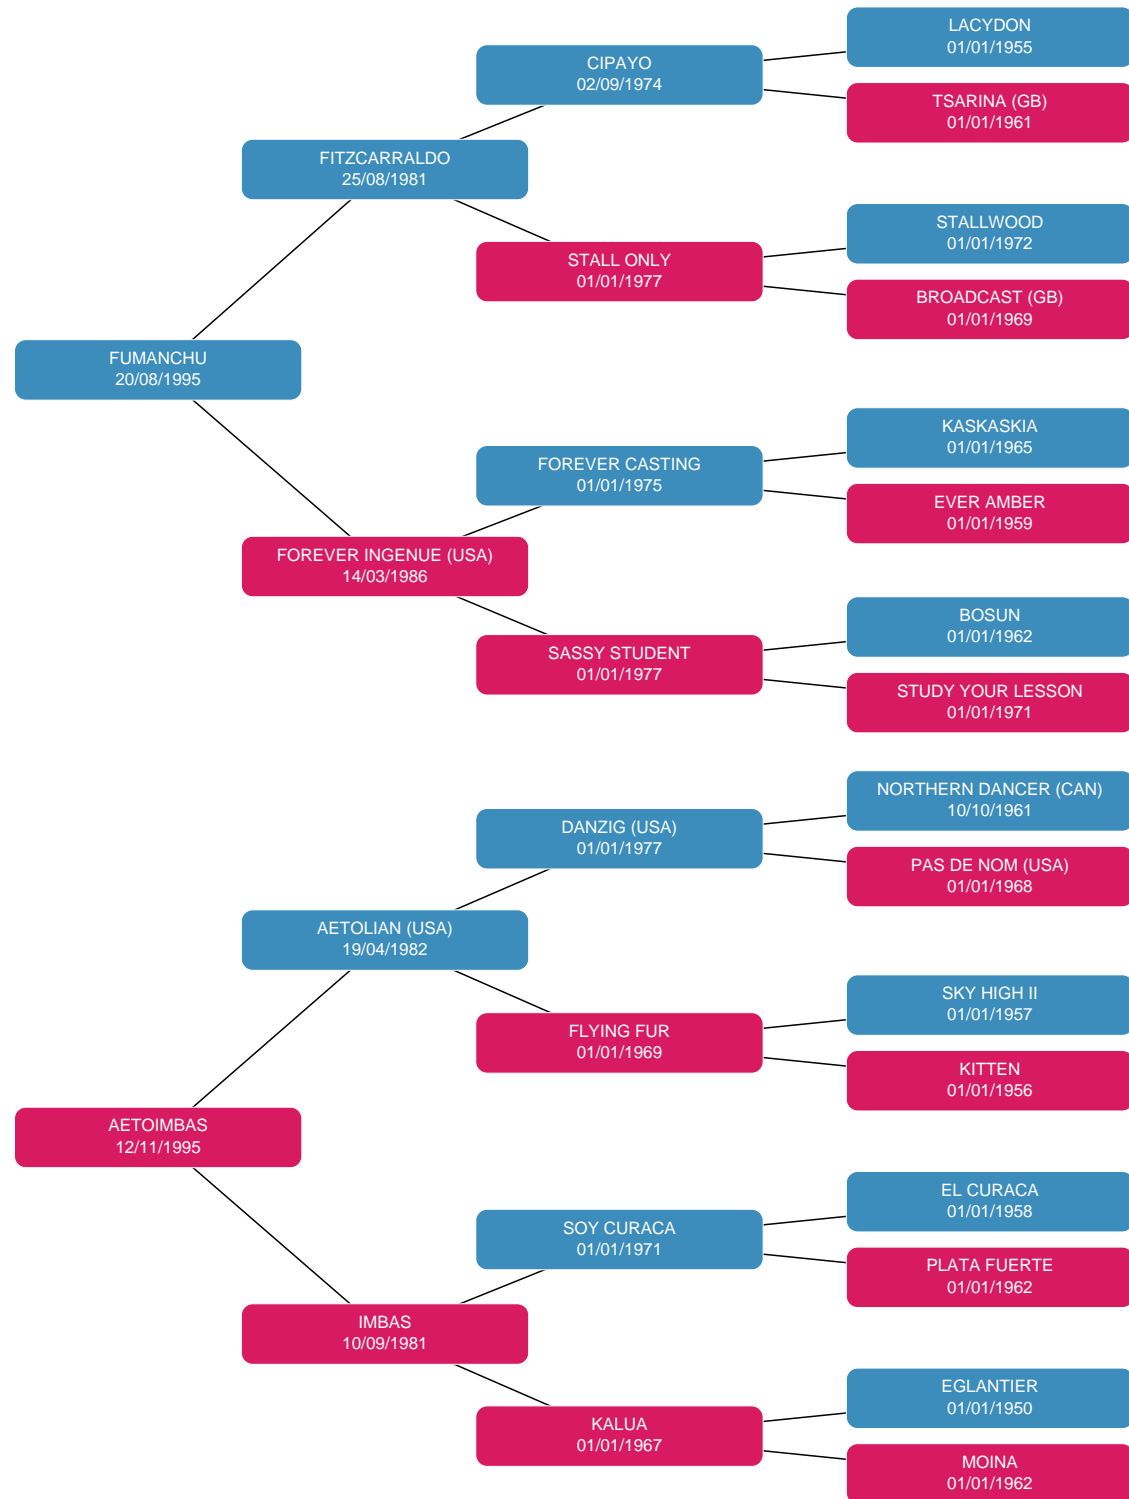 LACYDON
01/01/1955
CIPAYO
02/09/1974
TSARINA (GB)
01/01/1961
FITZCARRALDO
25/08/1981
STALLWOOD
01/01/1972
STALL ONLY
01/01/1977
BROADCAST (GB)
01/01/1969
FUMANCHU
20/08/1995
KASKASKIA
01/01/1965
FOREVER CASTING
01/01/1975
EVER AMBER
01/01/1959
FOREVER INGENUE (USA)
14/03/1986
BOSUN
01/01/1962
SASSY STUDENT
01/01/1977
STUDY YOUR LESSON
01/01/1971
NORTHERN DANCER (CAN)
10/10/1961
DANZIG (USA)
01/01/1977
PAS DE NOM (USA)
01/01/1968
AETOLIAN (USA)
19/04/1982
SKY HIGH II
01/01/1957
FLYING FUR
01/01/1969
KITTEN
01/01/1956
AETOIMBAS
12/11/1995
EL CURACA
01/01/1958
SOY CURACA
01/01/1971
PLATA FUERTE
01/01/1962
IMBAS
10/09/1981
EGLANTIER
01/01/1950
KALUA
01/01/1967
MOINA
01/01/1962